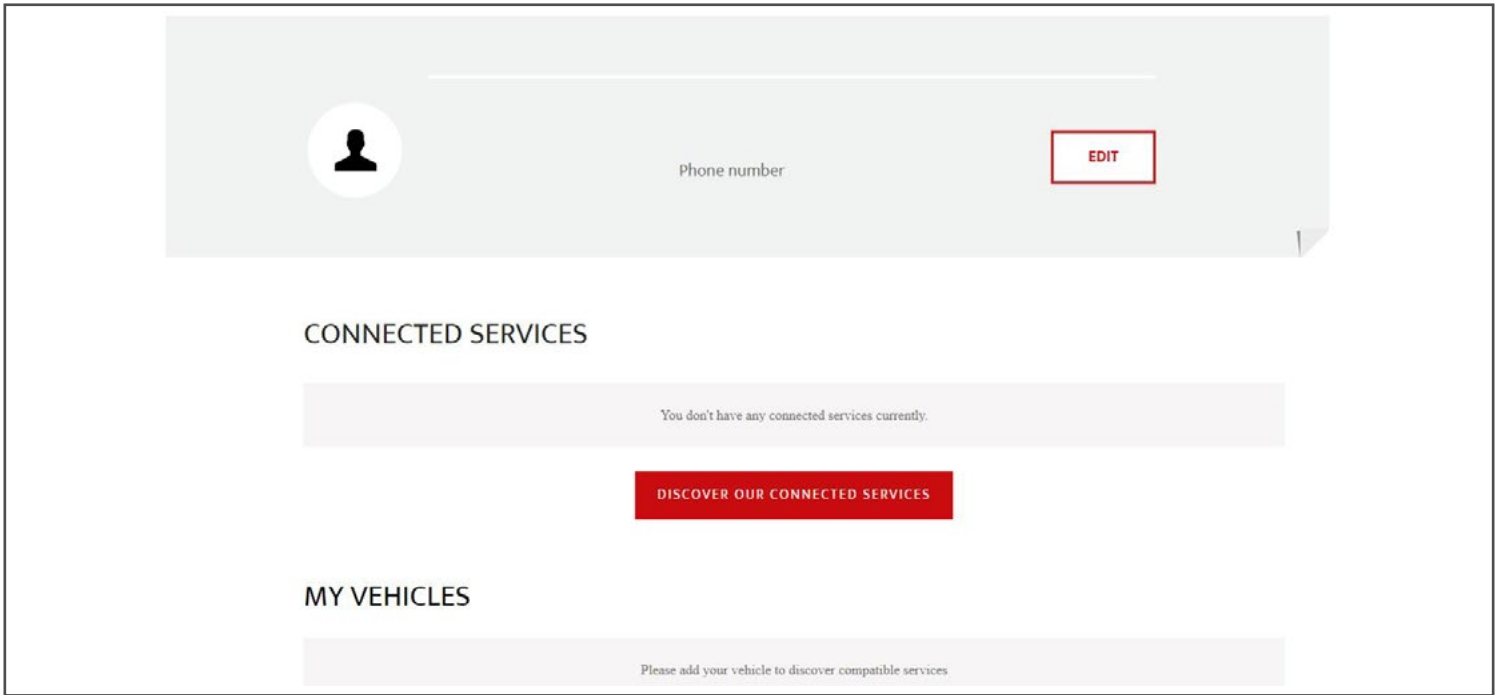 Phone number
EDIT
CONNECTED SERVICES
You don't have any connected services currently.
DISCOVER OUR CONNECTED SERVICES
MY VEHICLES
Please add your vehicle to discover compatible services